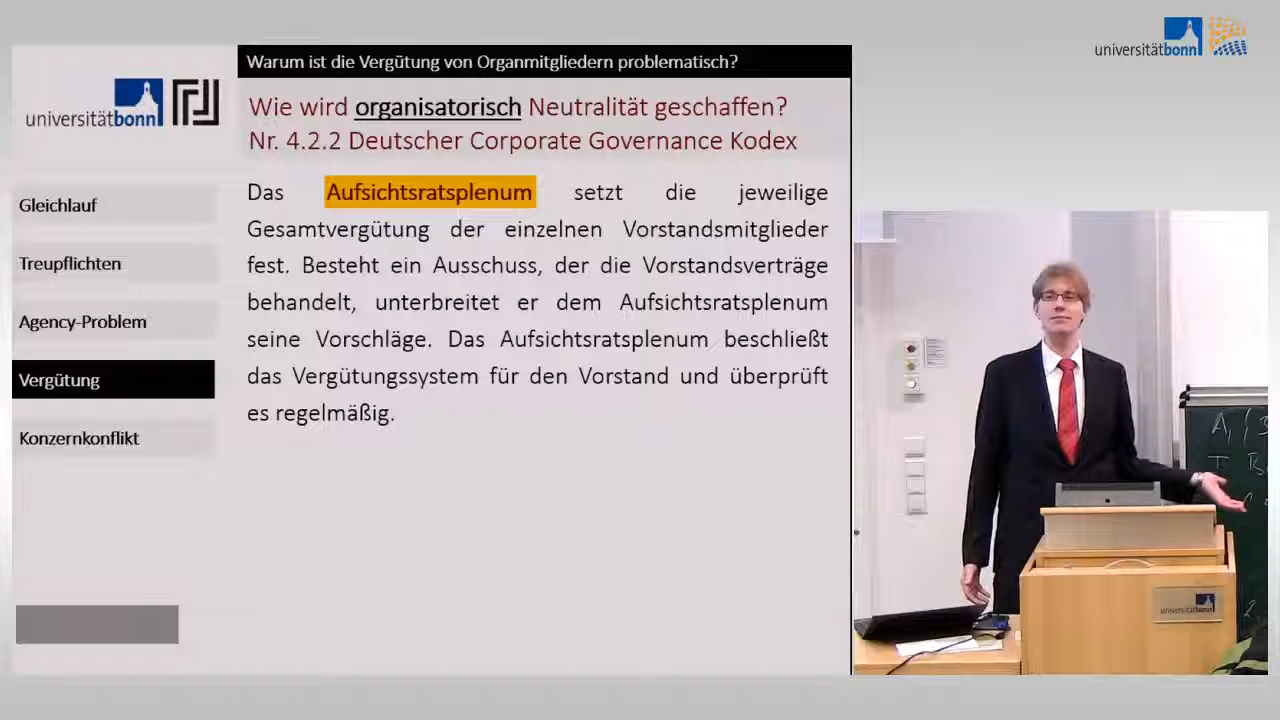 universitätbonn
Warum ist die Vergütung von Organmitgliedern problematisch?
universitätbonn
Wie wird organisatorisch Neutralität geschaffen?
Nr. 4.2.2 Deutscher Corporate Governance Kodex
Gleichlauf
Treupflichten
Agency-Problem
Vergütung
Konzernkonflikt
Das Aufsichtsratsplenum setzt die jeweilige
Gesamtvergütung der einzelnen Vorstandsmitglieder
fest. Besteht ein Ausschuss, der die Vorstandsverträge
behandelt, unterbreitet er dem Aufsichtsratsplenum
seine Vorschläge. Das Aufsichtsratsplenum beschließt
das Vergütungssystem für den Vorstand und überprüft
es regelmäßig.
universitätbonn